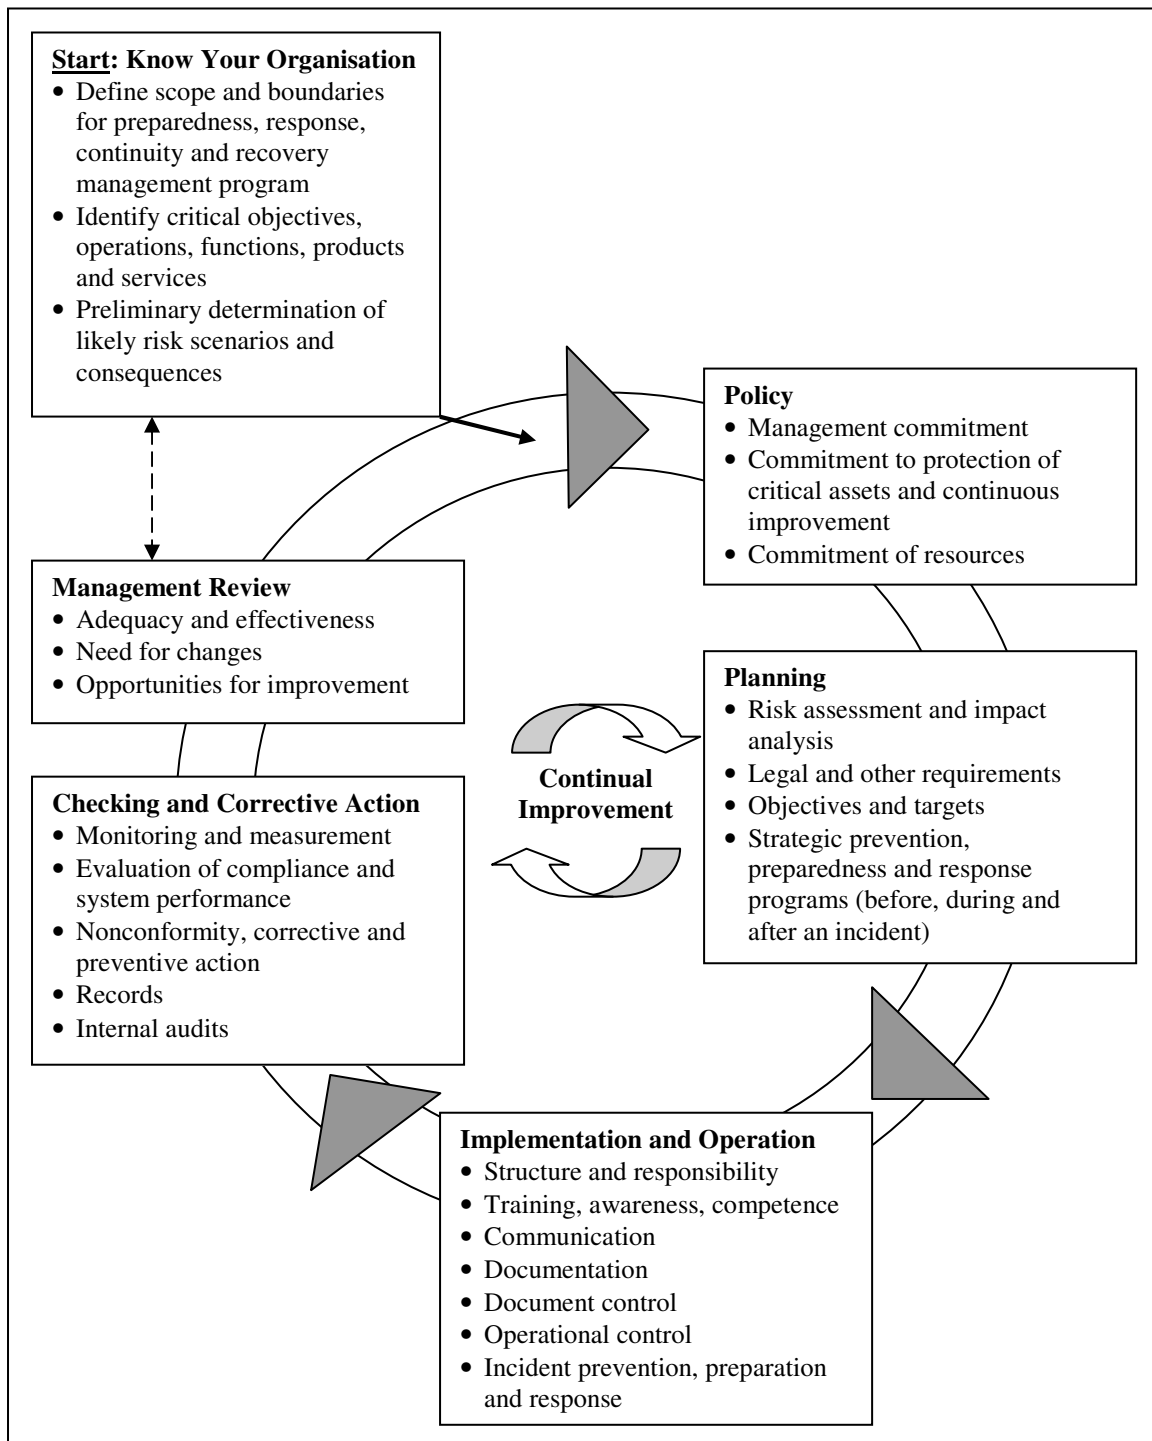 Start: Know Your Organisation
• Define scope and boundaries
for preparedness, response,
continuity and recovery
management program
• Identify critical objectives,
operations, functions, products
and services
• Preliminary determination of
likely risk scenarios and
consequences
Policy
• Management commitment
• Commitment to protection of
critical assets and continuous
improvement
• Commitment of resources
Planning
• Risk assessment and impact
analysis
• Legal and other requirements
• Objectives and targets
• Strategic prevention,
preparedness and response
programs (before, during and
after an incident)
Implementation and Operation
• Structure and responsibility
• Training, awareness, competence
• Communication
• Documentation
• Document control
• Operational control
• Incident prevention, preparation
and response
Checking and Corrective Action
• Monitoring and measurement
• Evaluation of compliance and
system performance
• Nonconformity, corrective and
preventive action
• Records
• Internal audits
Management Review
• Adequacy and effectiveness
• Need for changes
• Opportunities for improvement
Continual
Improvement